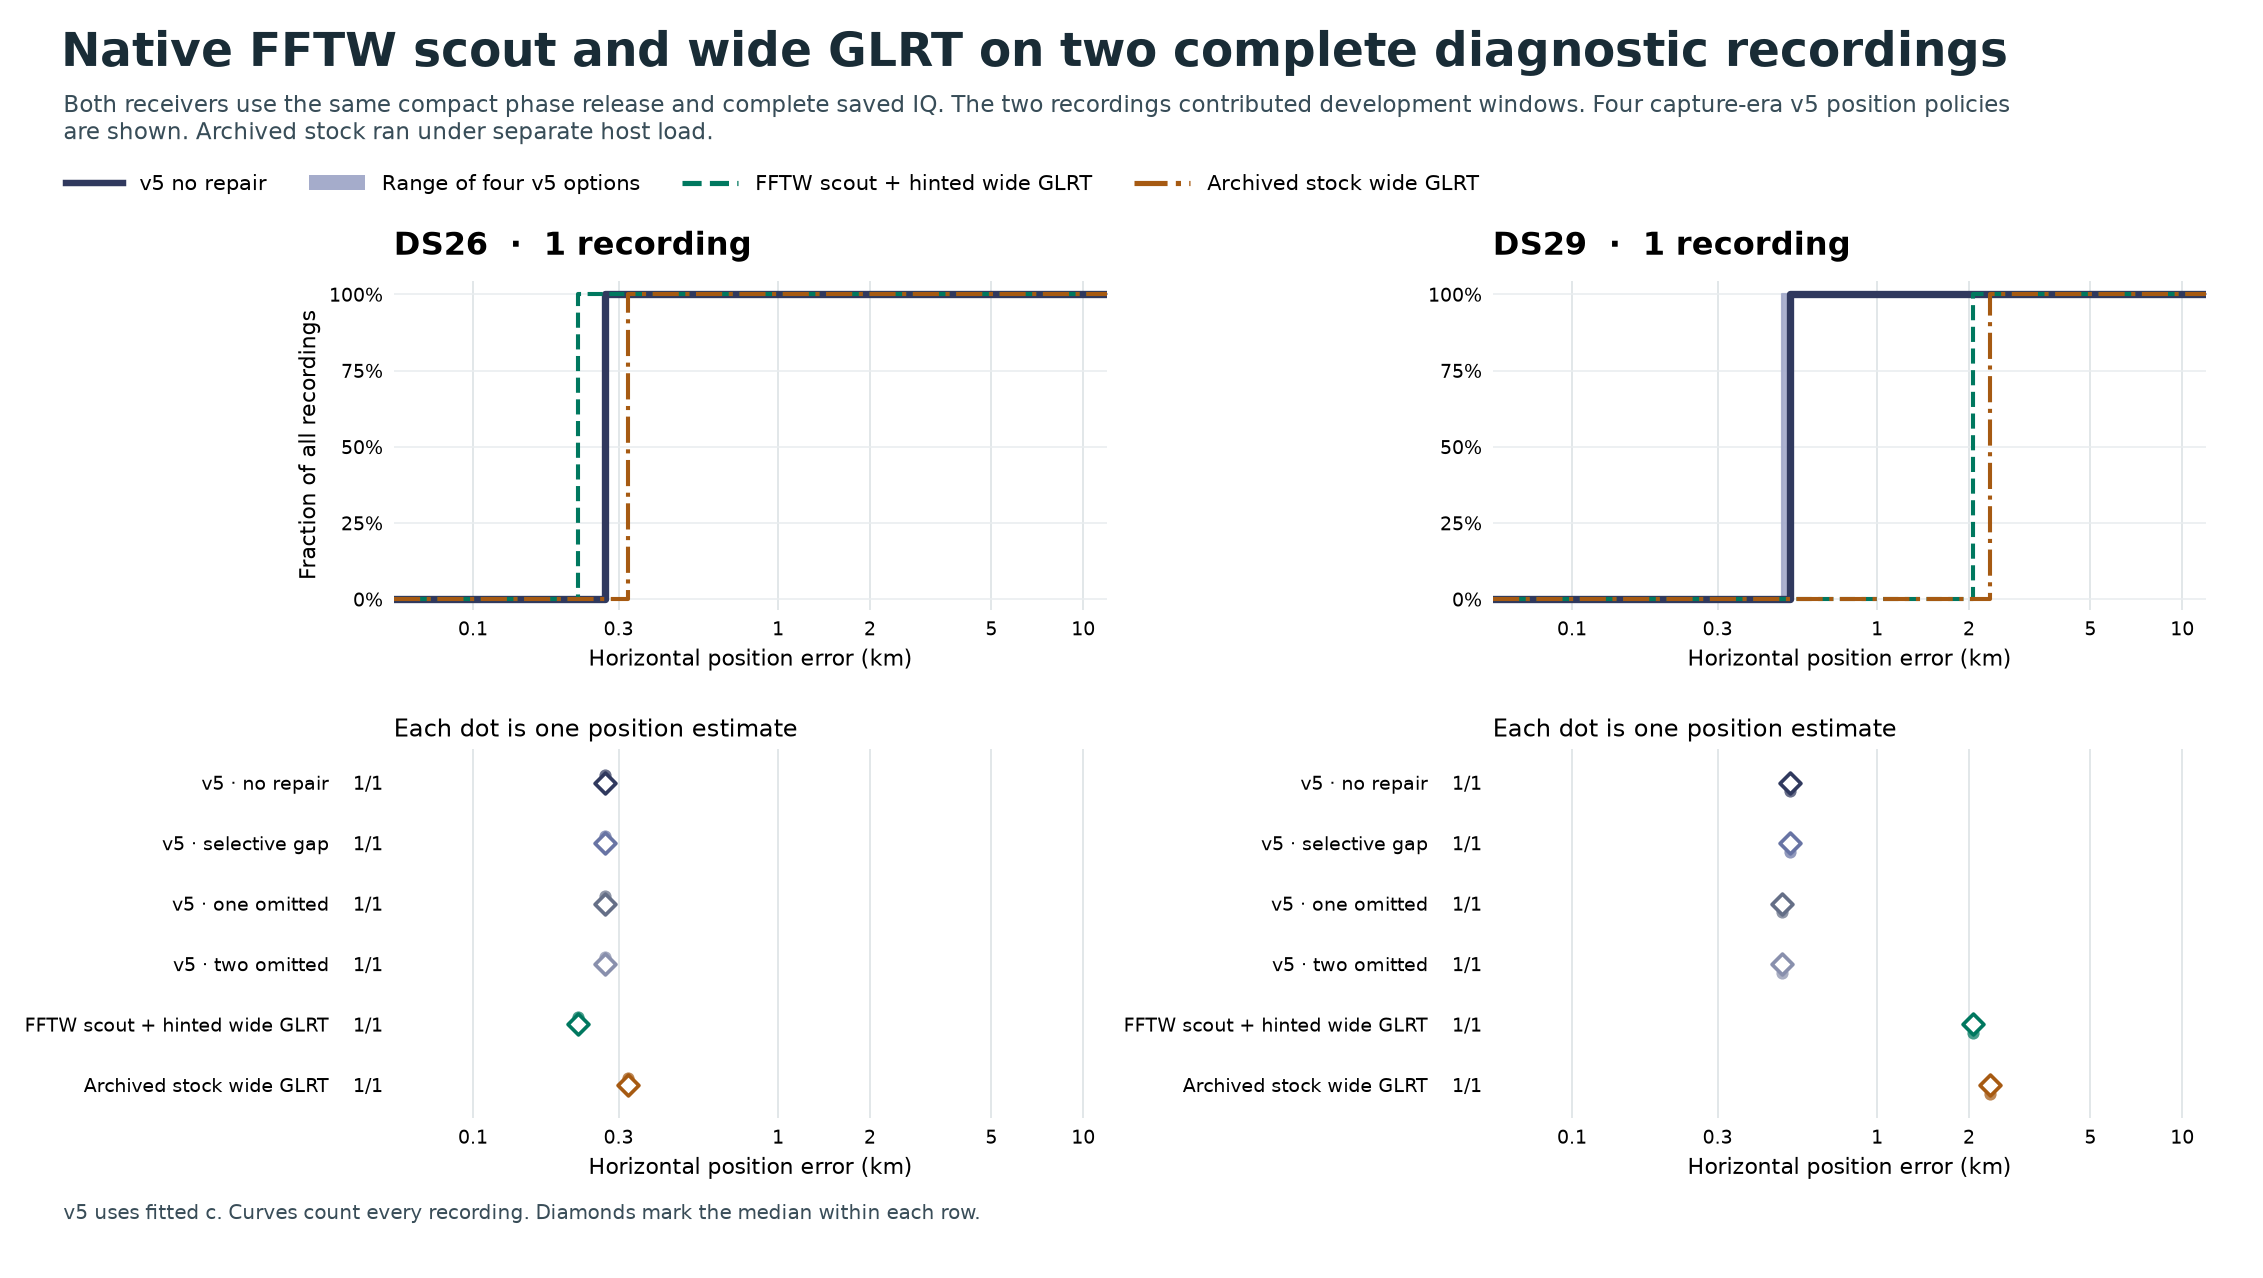 Native FFTW scout and wide GLRT on two complete diagnostic recordings
Both receivers use the same compact phase release and complete saved IQ. The two recordings contributed development windows. Four capture-era v5 position policies
are shown. Archived stock ran under separate host load.
v5 no repair
Range of four v5 options
FFTW scout + hinted wide GLRT
Archived stock wide GLRT
DS26 · 1 recording
Fraction of all recordings
100%
75%
50%
25%
0%
0.1 0.3 1 2 5 10
Horizontal position error (km)
DS29 · 1 recording
100%
75%
50%
25%
0%
0.1 0.3 1 2 5 10
Horizontal position error (km)
Each dot is one position estimate
v5 · no repair 1/1
v5 · selective gap 1/1
v5 · one omitted 1/1
v5 · two omitted 1/1
FFTW scout + hinted wide GLRT 1/1
Archived stock wide GLRT 1/1
0.1 0.3 1 2 5 10
Horizontal position error (km)
Each dot is one position estimate
v5 · no repair 1/1
v5 · selective gap 1/1
v5 · one omitted 1/1
v5 · two omitted 1/1
FFTW scout + hinted wide GLRT 1/1
Archived stock wide GLRT 1/1
0.1 0.3 1 2 5 10
Horizontal position error (km)
v5 uses fitted c. Curves count every recording. Diamonds mark the median within each row.